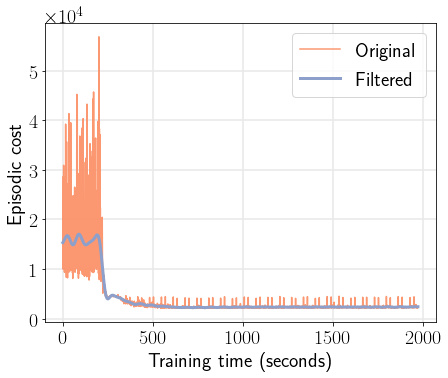 ×10⁴
Original
Filtered
5
4
3
2
1
0
Episodic cost
0 500 1000 1500 2000
Training time (seconds)